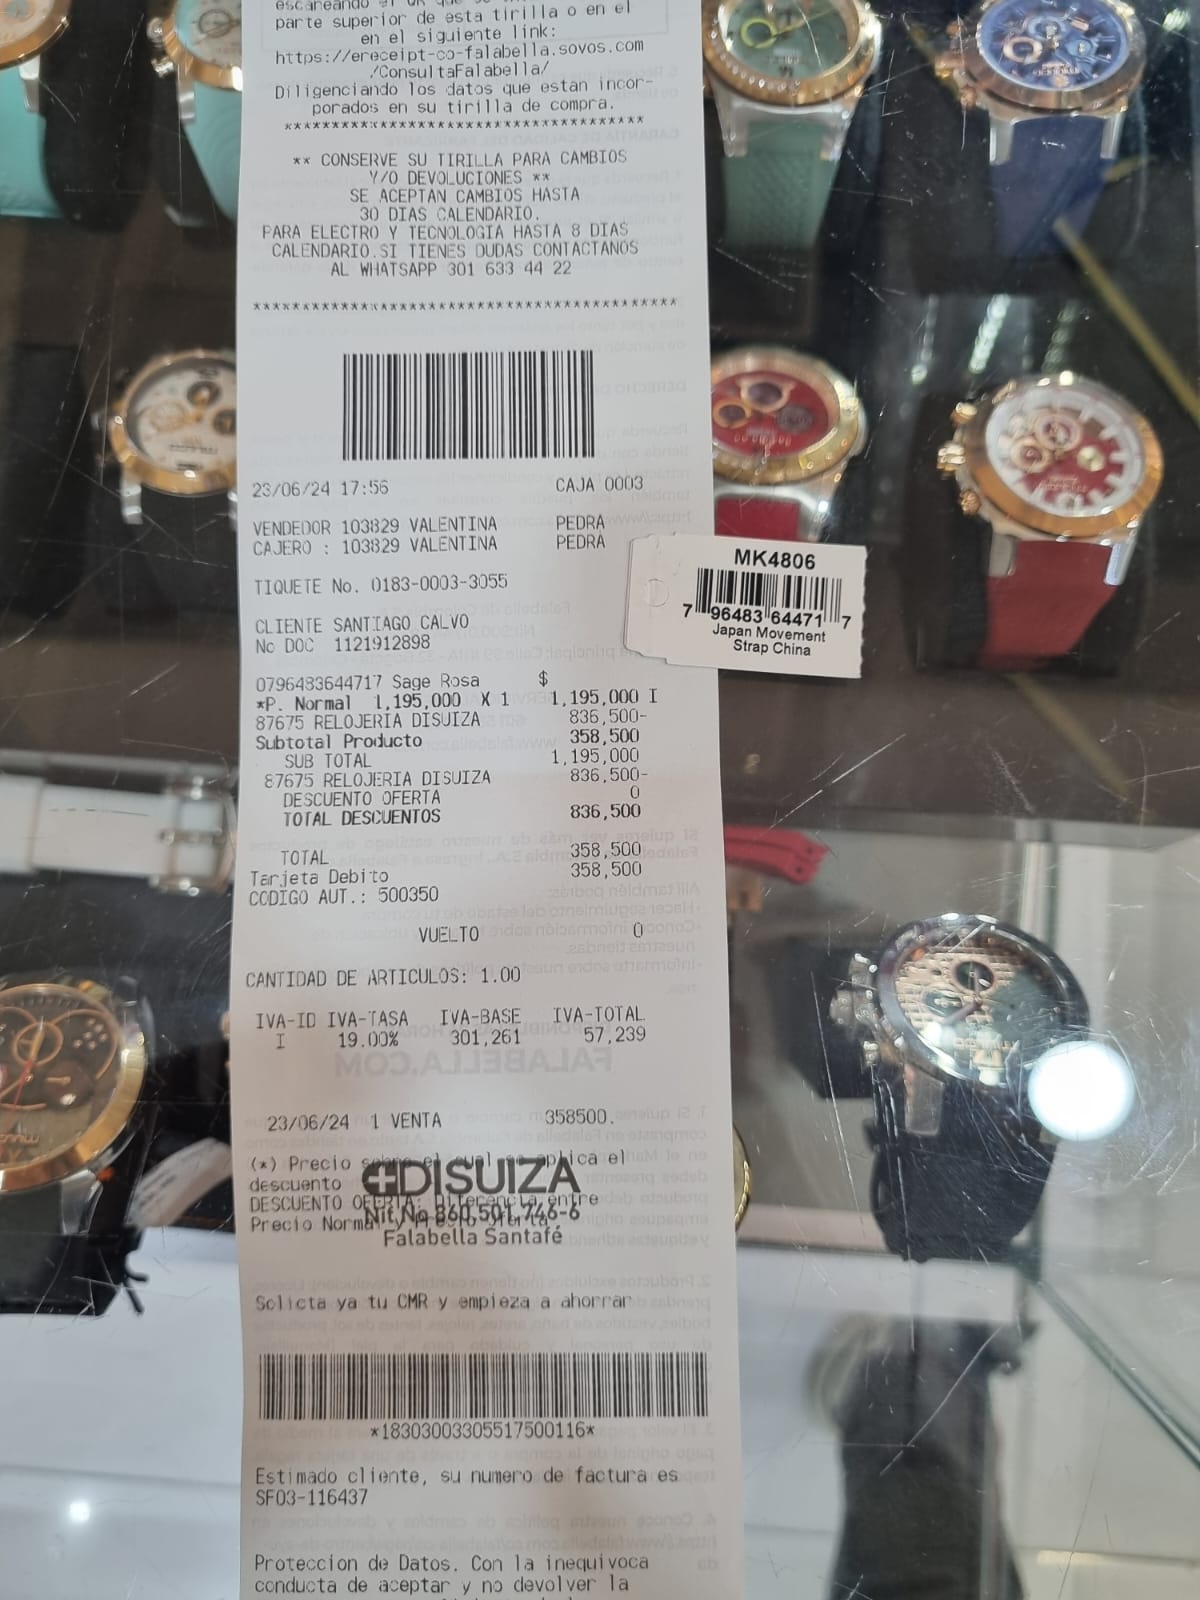 parte superior de esta tirilla o en el
en el siguiente link:
https://ereceipt-co-falabella.sovos.com
/ConsultaFalabella/
Diligenciando los datos que estan incor-
porados en su tirilla de compra.
** CONSERVE SU TIRILLA PARA CAMBIOS
Y/O DEVOLUCIONES **
SE ACEPTAN CAMBIOS HASTA
30 DIAS CALENDARIO.
PARA ELECTRO Y TECNOLOGIA HASTA 8 DIAS
CALENDARIO.SI TIENES DUDAS CONTACTANOS
AL WHATSAPP 301 633 44 22
23/06/24 17:56 CAJA 0003
VENDEDOR 103829 VALENTINA PEDRA
CAJERO : 103829 VALENTINA PEDRA
TIQUETE No. 0183-0003-3055
CLIENTE SANTIAGO CALVO
No DOC 1121912898
0796483644717 Sage Rosa $
*P. Normal 1,195,000 X 1 1,195,000 I
87675 RELOJERIA DISUIZA 836,500-
Subtotal Producto 358,500
SUB TOTAL 1,195,000
87675 RELOJERIA DISUIZA 836,500-
DESCUENTO OFERTA 0
TOTAL DESCUENTOS 836,500
TOTAL 358,500
Tarjeta Debito 358,500
CODIGO AUT.: 500350
VUELTO 0
CANTIDAD DE ARTICULOS: 1.00
IVA-ID IVA-TASA IVA-BASE IVA-TOTAL
I 19.00% 301,261 57,239
23/06/24 1 VENTA 358500.
(*) Precio sobre el cual se aplica el
descuento
DISUIZA
DESCUENTO OFERTA: Diferencia entre
Nit.No 860.501.746-6
Precio Normal y Precio Oferta
Falabella Santafé
Solicta ya tu CMR y empieza a ahorrar
*18303003305517500116*
Estimado cliente, su numero de factura es
SF03-116437
Proteccion de Datos. Con la inequivoca
conducta de aceptar y no devolver la
MK4806
7 96483 64471 7
Japan Movement
Strap China